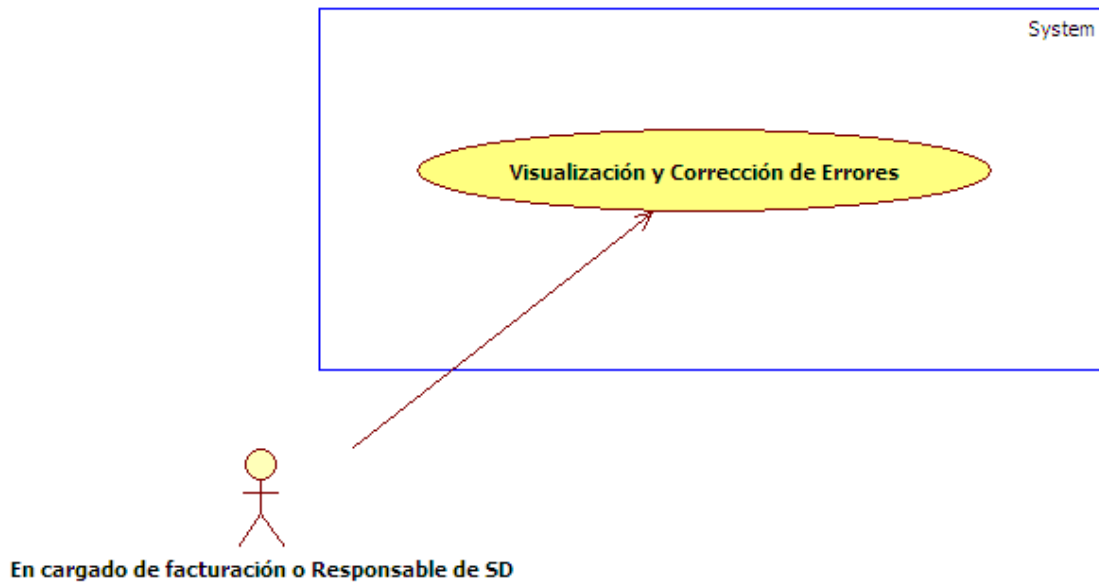 System
Visualización y Corrección de Errores
En cargado de facturación o Responsable de SD